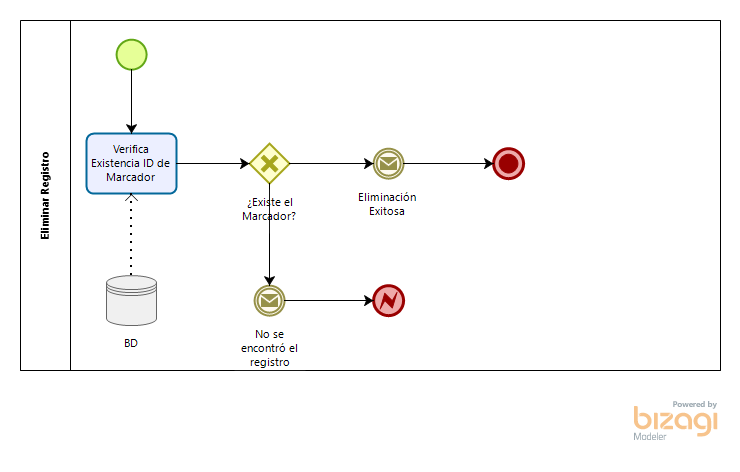 Eliminar Registro
Verifica
Existencia ID de
Marcador
¿Existe el
Marcador?
Eliminación
Exitosa
No se
encontró el
registro
BD
Powered by
bizagi
Modeler